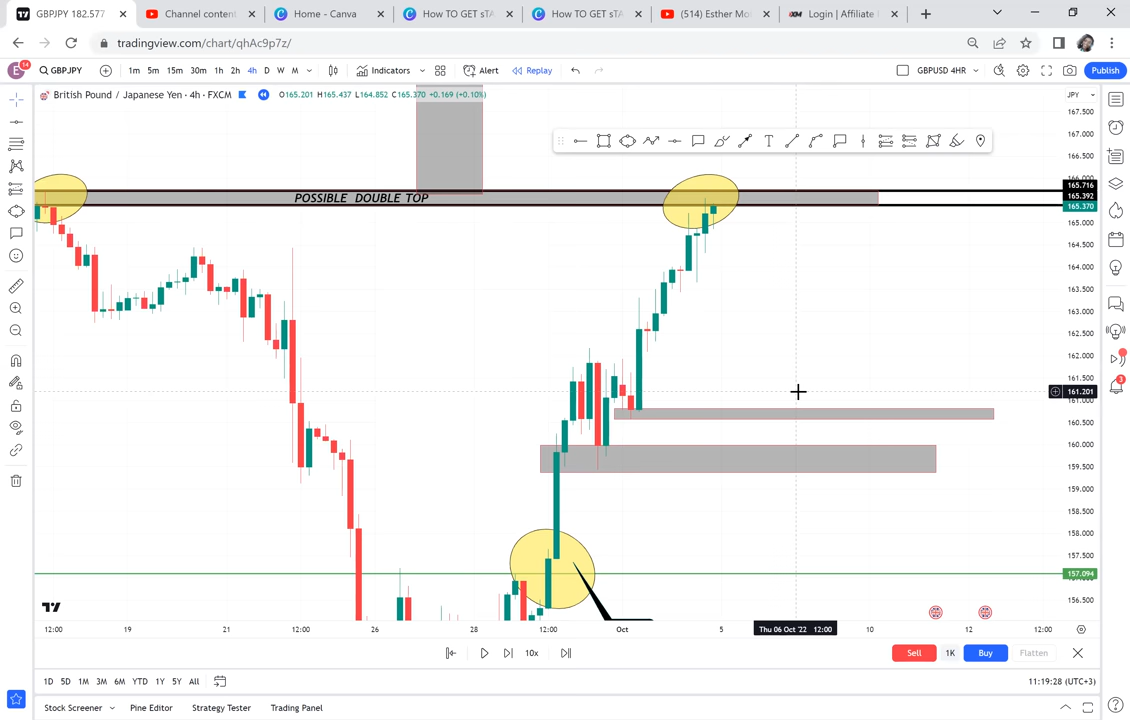 GBPJPY 182.577
Channel content
Home - Canva
How TO GET sTA
How TO GET sTA
(514) Esther Mo
Login | Affiliate
tradingview.com/chart/qhAc9p7z/
E 14 GBPJPY 1m 5m 15m 30m 1h 2h 4h D W M Indicators Alert Replay GBPUSD 4HR Publish
British Pound / Japanese Yen · 4h · FXCM O165.201 H165.437 L164.852 C165.370 +0.169 (+0.10%) JPY
167.500
167.000
166.500
166.000
165.716
POSSIBLE DOUBLE TOP
165.392
165.370
165.000
164.500
164.000
163.500
163.000
162.500
162.000
161.500
161.201
161.000
160.500
160.000
159.500
159.000
158.500
158.000
157.500
157.094
156.500
12:00 19 21 12:00 26 28 12:00 Oct 5 Thu 06 Oct '22 12:00 10 12 12:00
10x Sell 1K Buy Flatten
1D 5D 1M 3M 6M YTD 1Y 5Y All 11:19:28 (UTC+3)
Stock Screener Pine Editor Strategy Tester Trading Panel